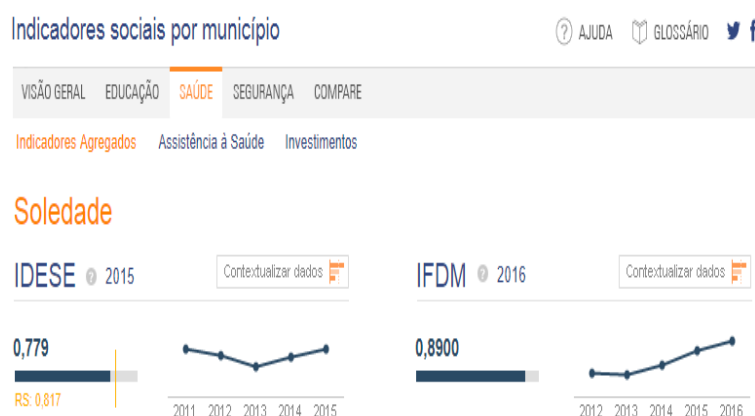 Indicadores sociais por município
AJUDA GLOSSÁRIO
VISÃO GERAL EDUCAÇÃO SAÚDE SEGURANÇA COMPARE
Indicadores Agregados Assistência à Saúde Investimentos
Soledade
IDESE ? 2015 Contextualizar dados
IFDM ? 2016 Contextualizar dados
0,779
RS: 0,817
2011 2012 2013 2014 2015
0,8900
2012 2013 2014 2015 2016